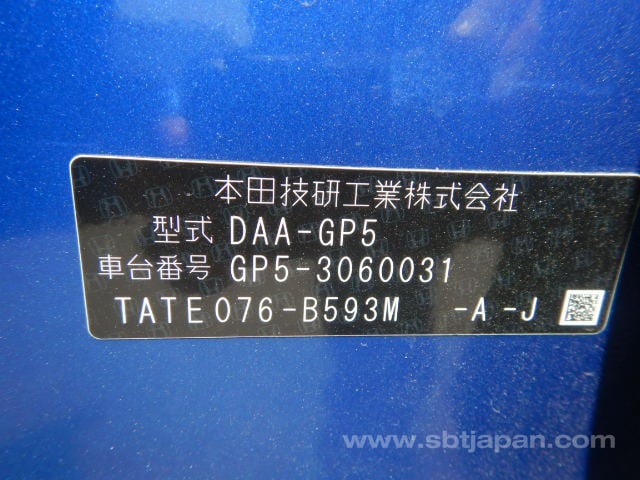 本田技研工業株式会社
型式 DAA-GP5
車台番号 GP5-3060031
TATE076-B593M -A -J
www.sbtjapan.com